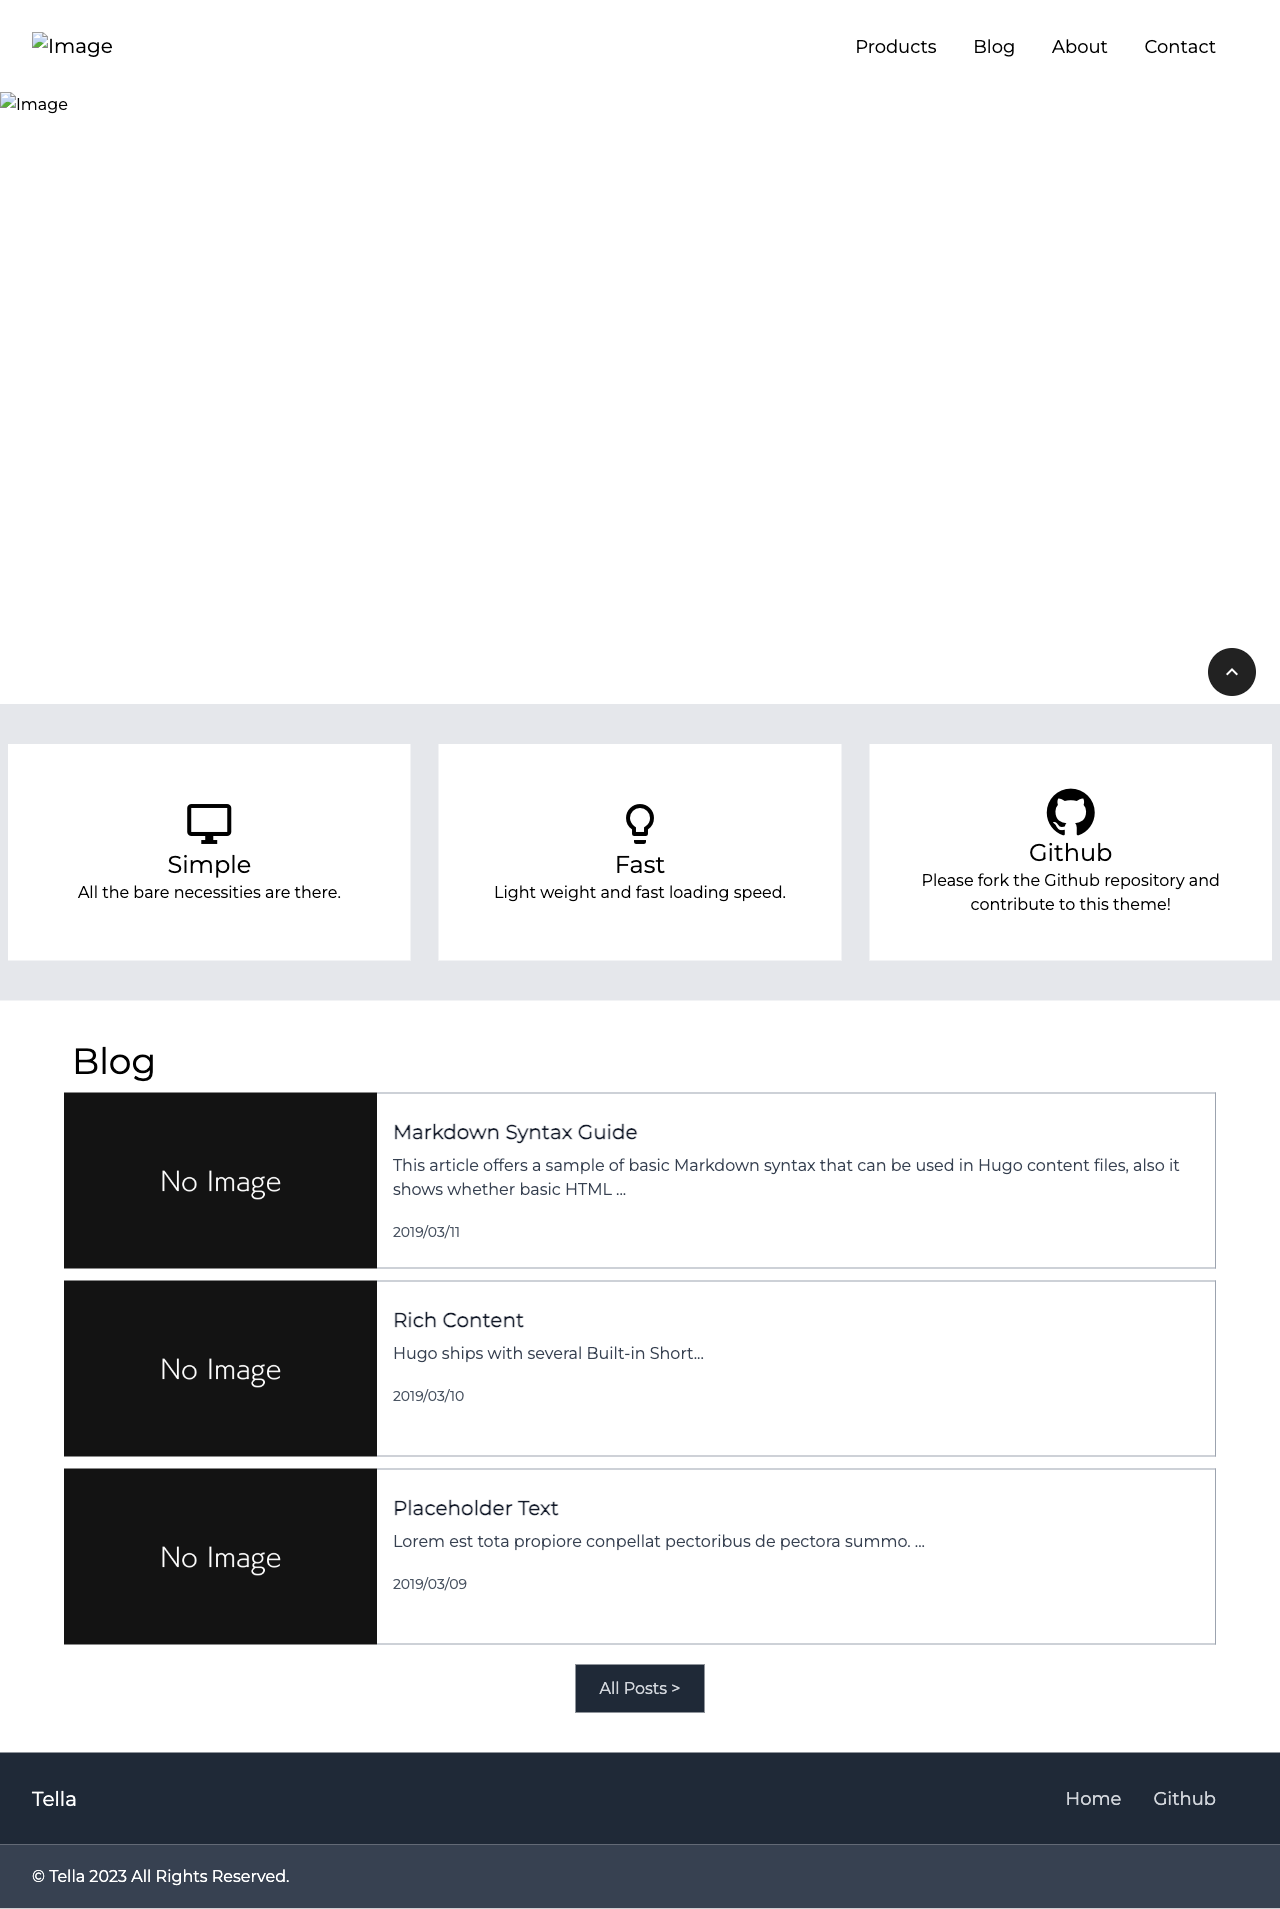 Image
Products Blog About Contact
Image
Simple
All the bare necessities are there.
Fast
Light weight and fast loading speed.
Github
Please fork the Github repository and
contribute to this theme!
Blog
No Image
Markdown Syntax Guide
This article offers a sample of basic Markdown syntax that can be used in Hugo content files, also it
shows whether basic HTML ...
2019/03/11
No Image
Rich Content
Hugo ships with several Built-in Short...
2019/03/10
No Image
Placeholder Text
Lorem est tota propiore conpellat pectoribus de pectora summo. ...
2019/03/09
All Posts >
Tella
Home Github
© Tella 2023 All Rights Reserved.